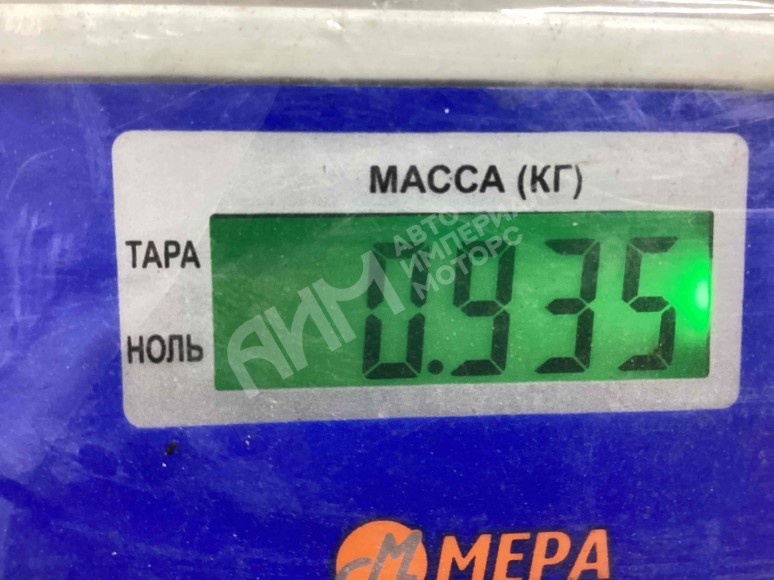 МАССА (КГ)
ТАРА
0.935
НОЛЬ
АИМ АВТО ИМПЕРИАЛ МОТОРС
М МЕРА